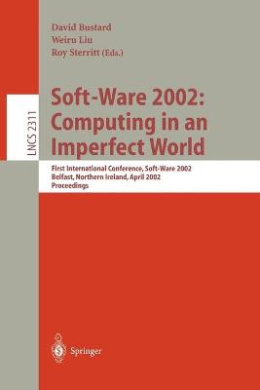 David Bustard
Weiru Liu
Roy Sterritt (Eds.)
LNCS 2311
Soft-Ware 2002:
Computing in an
Imperfect World
First International Conference, Soft-Ware 2002
Belfast, Northern Ireland, April 2002
Proceedings
Springer